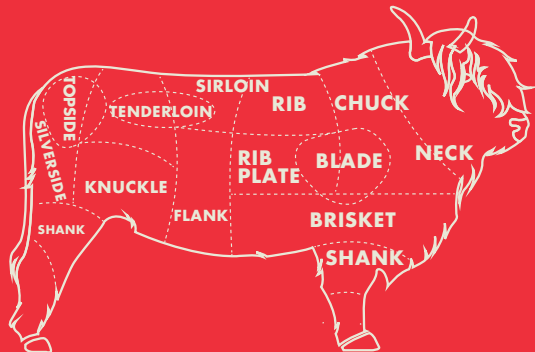 TOPSIDE
SIRLOIN
TENDERLOIN
RIB
CHUCK
SILVERSIDE
KNUCKLE
RIB
PLATE
BLADE
NECK
FLANK
BRISKET
SHANK
SHANK